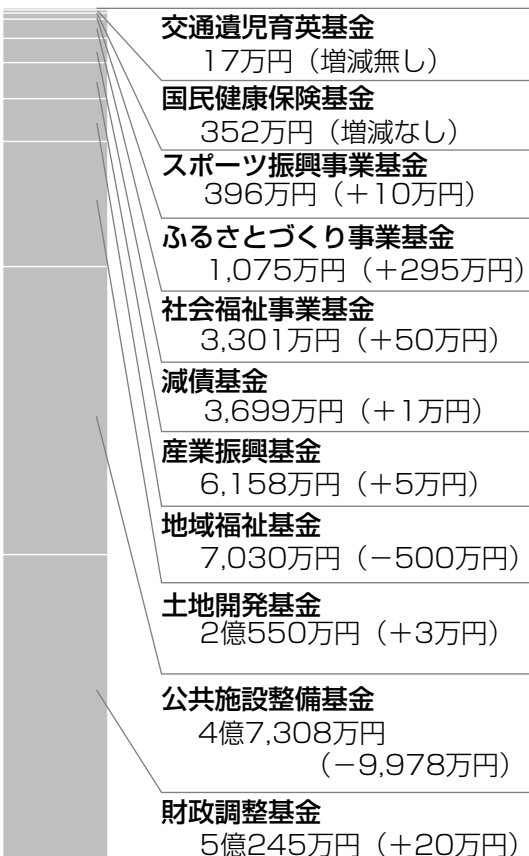 交通遺児育英基金
17万円（増減無し）
国民健康保険基金
352万円（増減なし）
スポーツ振興事業基金
396万円（＋10万円）
ふるさとづくり事業基金
1,075万円（＋295万円）
社会福祉事業基金
3,301万円（＋50万円）
減債基金
3,699万円（＋1万円）
産業振興基金
6,158万円（＋5万円）
地域福祉基金
7,030万円（－500万円）
土地開発基金
2億550万円（＋3万円）
公共施設整備基金
4億7,308万円
（－9,978万円）
財政調整基金
5億245万円（＋20万円）